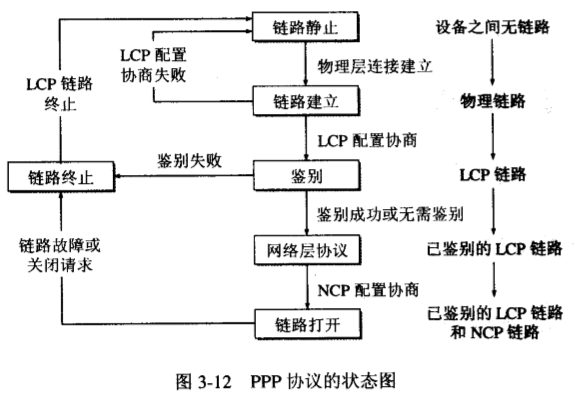 链路静止
设备之间无链路
LCP 配置
协商失败
物理层连接建立
LCP 链路
终止
链路建立
物理链路
LCP 配置协商
鉴别失败
链路终止
鉴别
LCP 链路
鉴别成功或无需鉴别
链路故障或
关闭请求
网络层协议
已鉴别的 LCP 链路
NCP 配置协商
链路打开
已鉴别的 LCP 链路
和 NCP 链路
图 3-12 PPP 协议的状态图